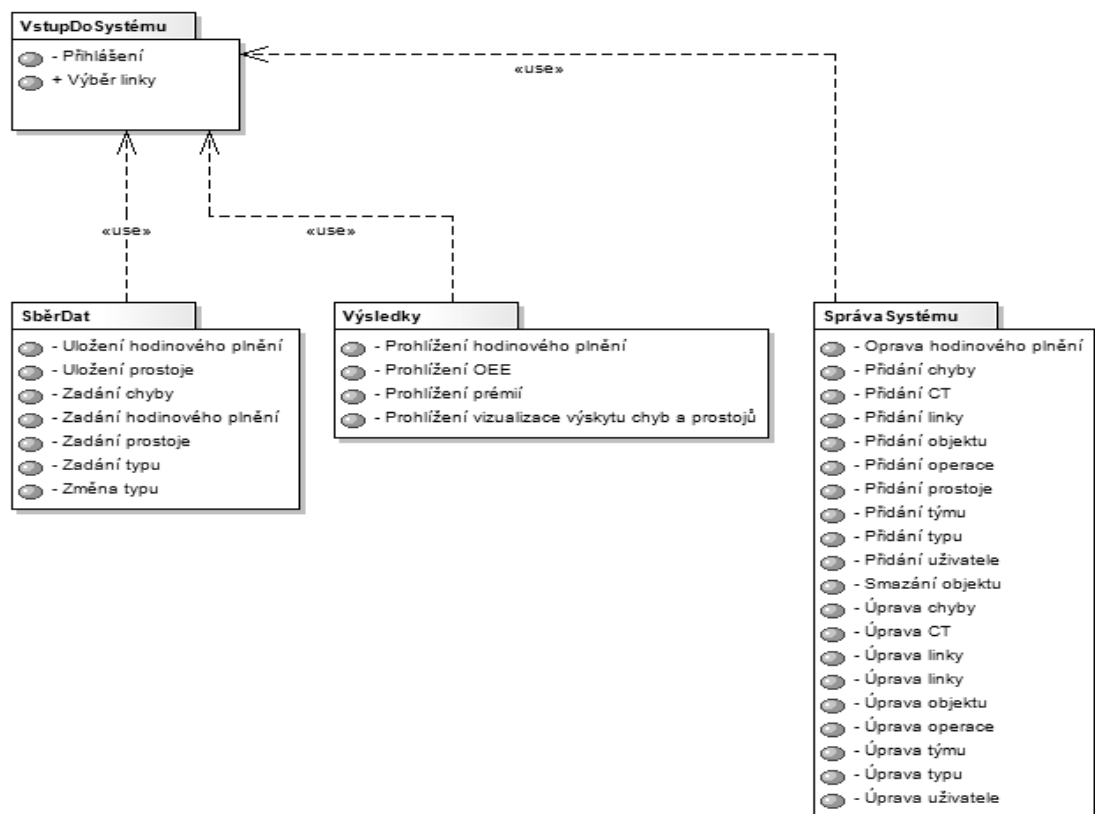 VstupDoSystému
- Přihlášení
+ Výběr linky
«use»
«use»
«use»
SběrDat
- Uložení hodinového plnění
- Uložení prostoje
- Zadání chyby
- Zadání hodinového plnění
- Zadání prostoje
- Zadání typu
- Změna typu
Výsledky
- Prohlížení hodinového plnění
- Prohlížení OEE
- Prohlížení prémií
- Prohlížení vizualizace výskytu chyb a prostojů
SprávaSystému
- Oprava hodinového plnění
- Přidání chyby
- Přidání CT
- Přidání linky
- Přidání objektu
- Přidání operace
- Přidání prostoje
- Přidání týmu
- Přidání typu
- Přidání uživatele
- Smazání objektu
- Úprava chyby
- Úprava CT
- Úprava linky
- Úprava linky
- Úprava objektu
- Úprava operace
- Úprava týmu
- Úprava typu
- Úprava uživatele